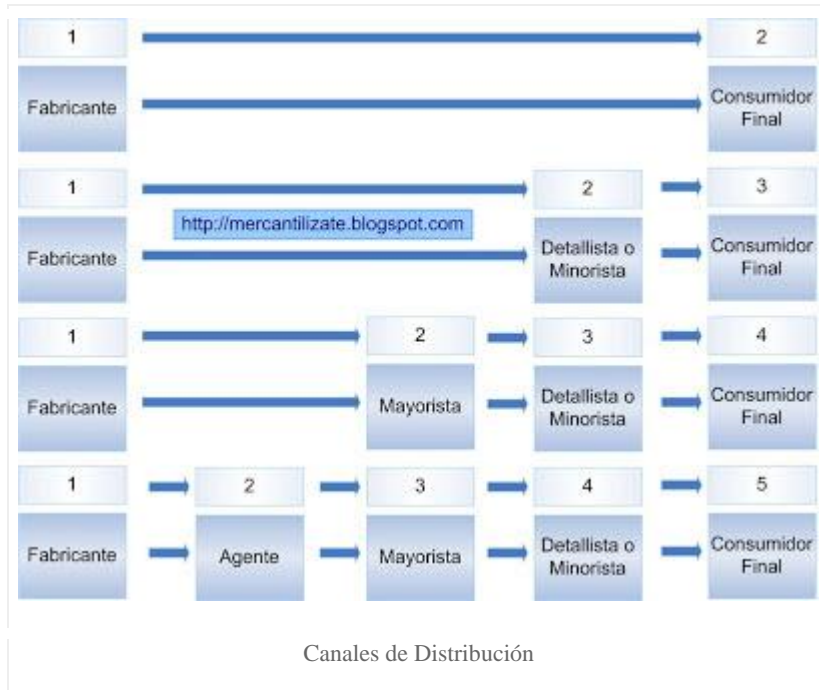 1
2
Fabricante
Consumidor
Final
1
2
3
http://mercantilizate.blogspot.com
Fabricante
Detallista o
Minorista
Consumidor
Final
1
2
3
4
Fabricante
Mayorista
Detallista o
Minorista
Consumidor
Final
1
2
3
4
5
Fabricante
Agente
Mayorista
Detallista o
Minorista
Consumidor
Final
Canales de Distribución